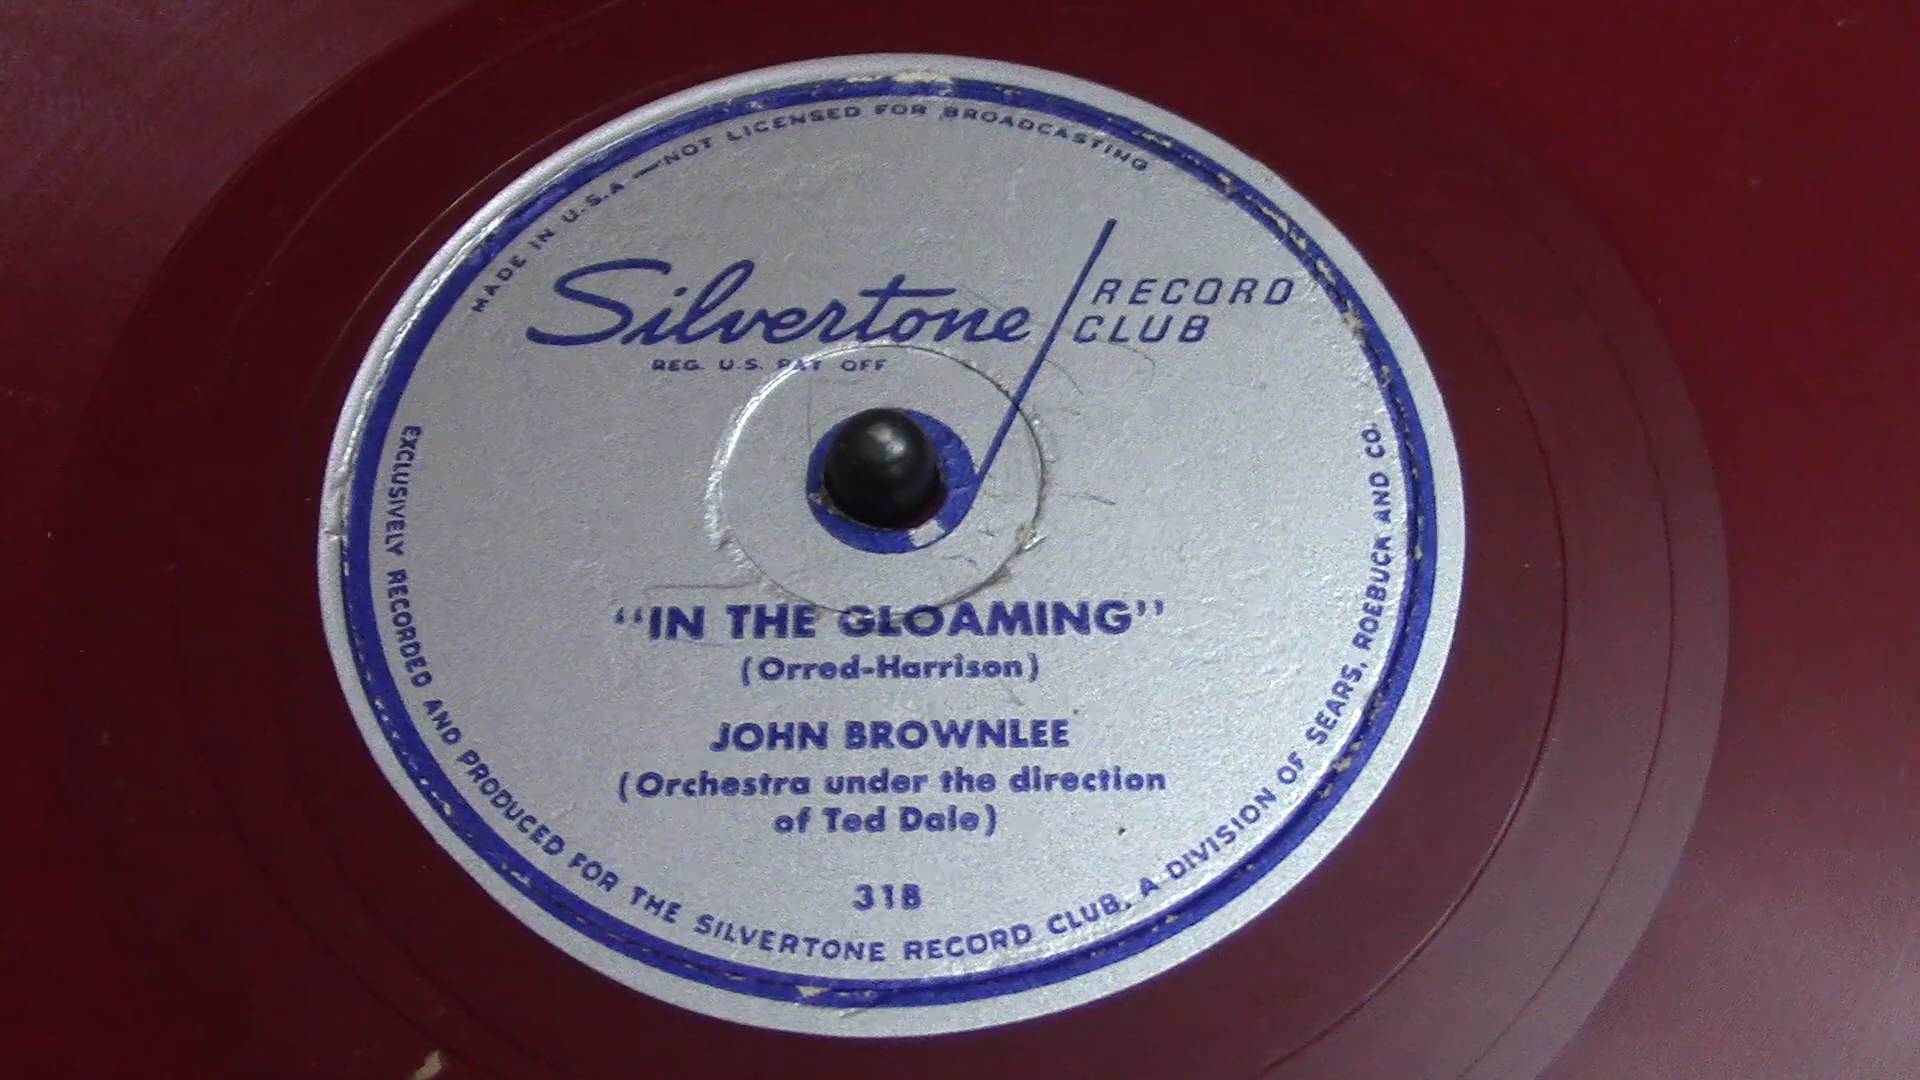 MADE IN U.S.A — NOT LICENSED FOR BROADCASTING
Silvertone RECORD CLUB
REG. U.S. PAT OFF
"IN THE GLOAMING"
(Orred-Harrison)
JOHN BROWNLEE
(Orchestra under the direction
of Ted Dale)
31B
EXCLUSIVELY RECORDED AND PRODUCED FOR THE SILVERTONE RECORD CLUB, A DIVISION OF SEARS, ROEBUCK AND CO.